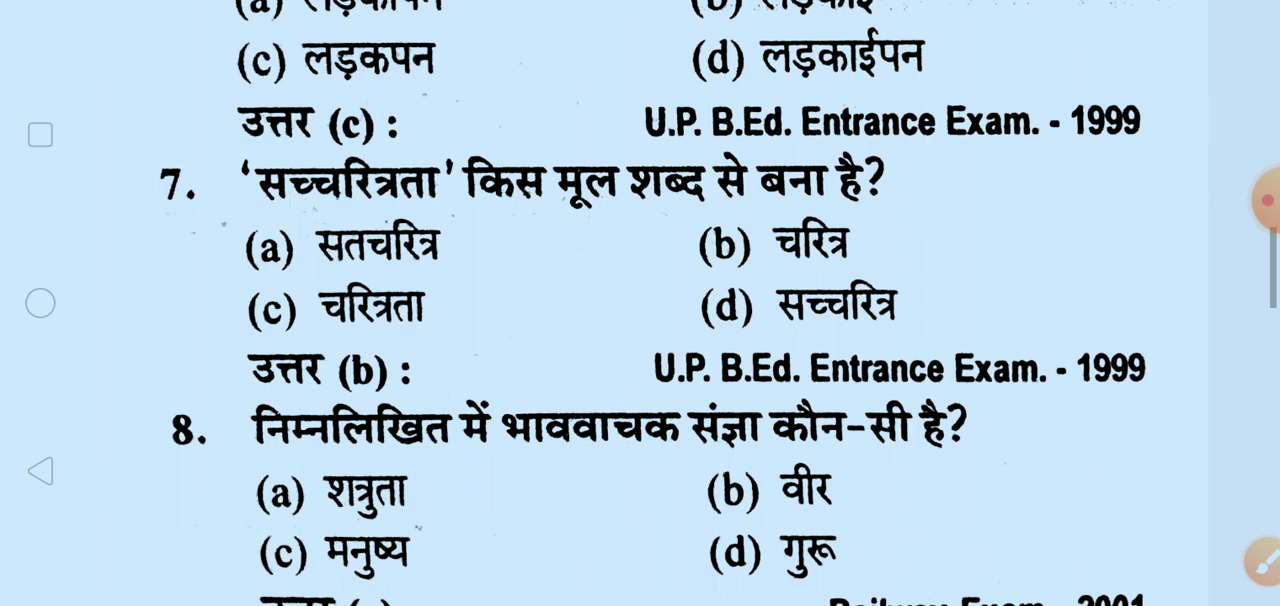 (c) लड़कपन (d) लड़काईपन
उत्तर (c) : U.P. B.Ed. Entrance Exam. - 1999
7. 'सच्चरित्रता' किस मूल शब्द से बना है?
(a) सतचरित्र (b) चरित्र
(c) चरित्रता (d) सच्चरित्र
उत्तर (b) : U.P. B.Ed. Entrance Exam. - 1999
8. निम्नलिखित में भाववाचक संज्ञा कौन-सी है?
(a) शत्रुता (b) वीर
(c) मनुष्य (d) गुरू